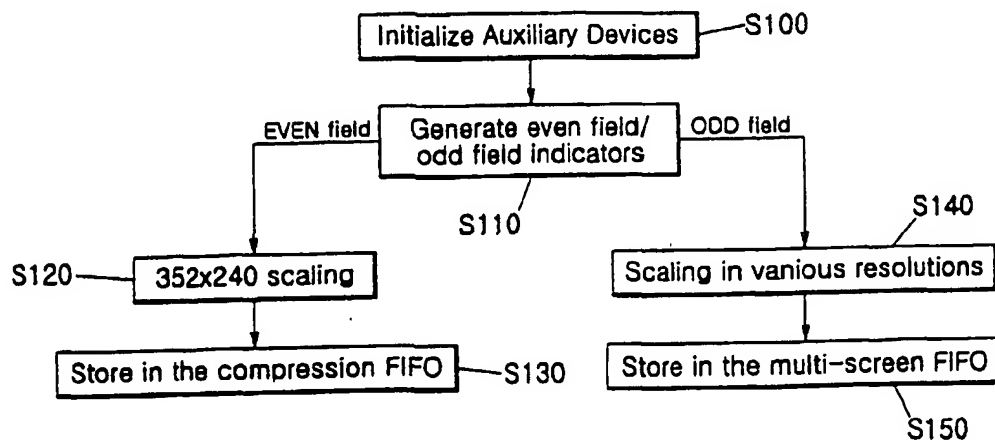 Initialize Auxiliary Devices
S100
EVEN field
Generate even field/
odd field indicators
ODD field
S110
S140
S120
352x240 scaling
Scaling in vanious resolutions
Store in the compression FIFO
S130
Store in the multi-screen FIFO
S150